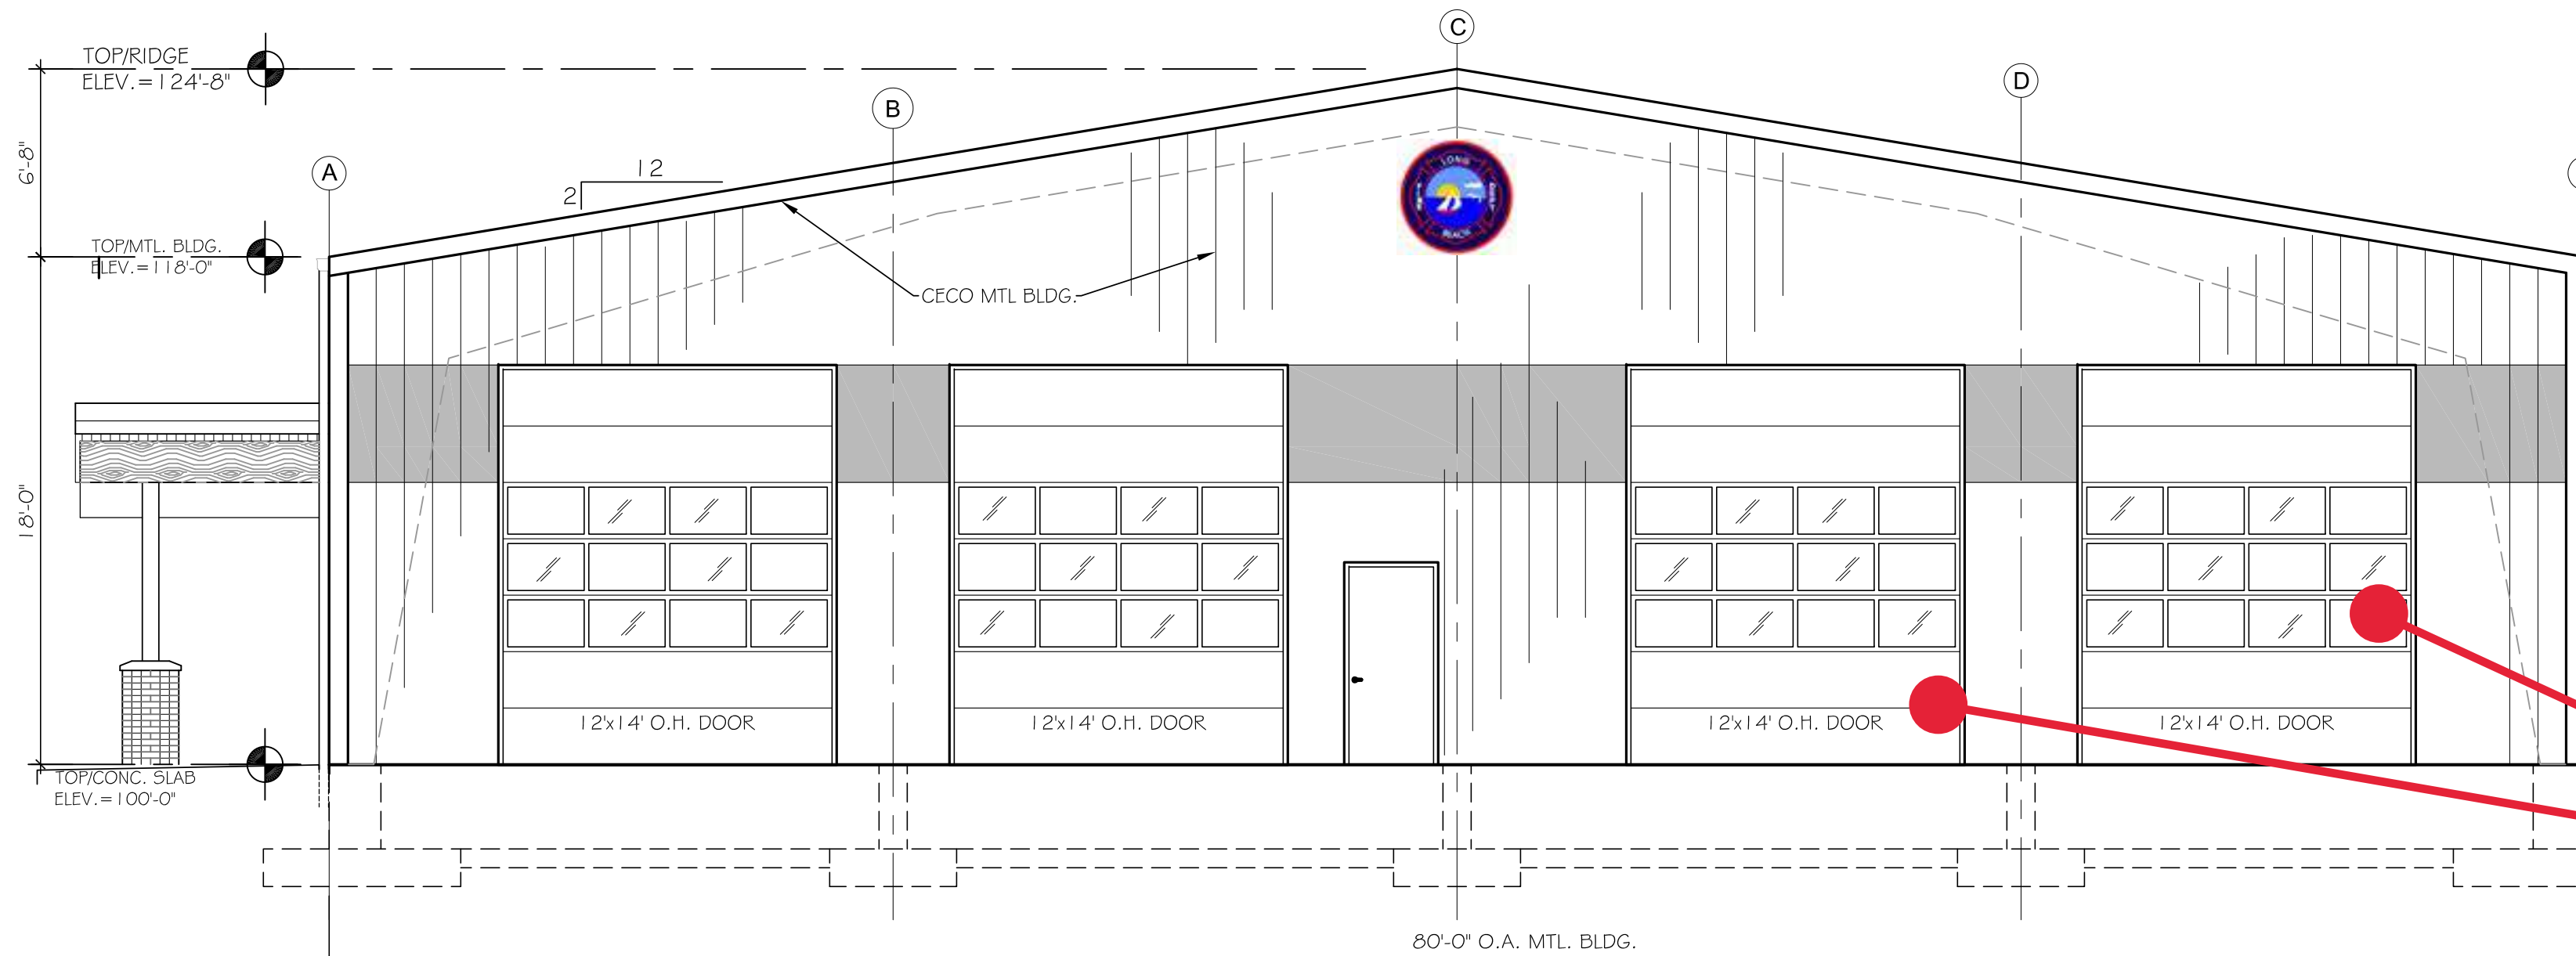 C
D
B
A
TOP/RIDGE
ELEV.=124'-8"
6'-8"
12
2
TOP/MTL. BLDG.
ELEV.=118'-0"
LONG
BEACH
CECO MTL BLDG.
18'-0"
12'x14' O.H. DOOR
12'x14' O.H. DOOR
12'x14' O.H. DOOR
12'x14' O.H. DOOR
TOP/CONC. SLAB
ELEV.=100'-0"
80'-0" O.A. MTL. BLDG.